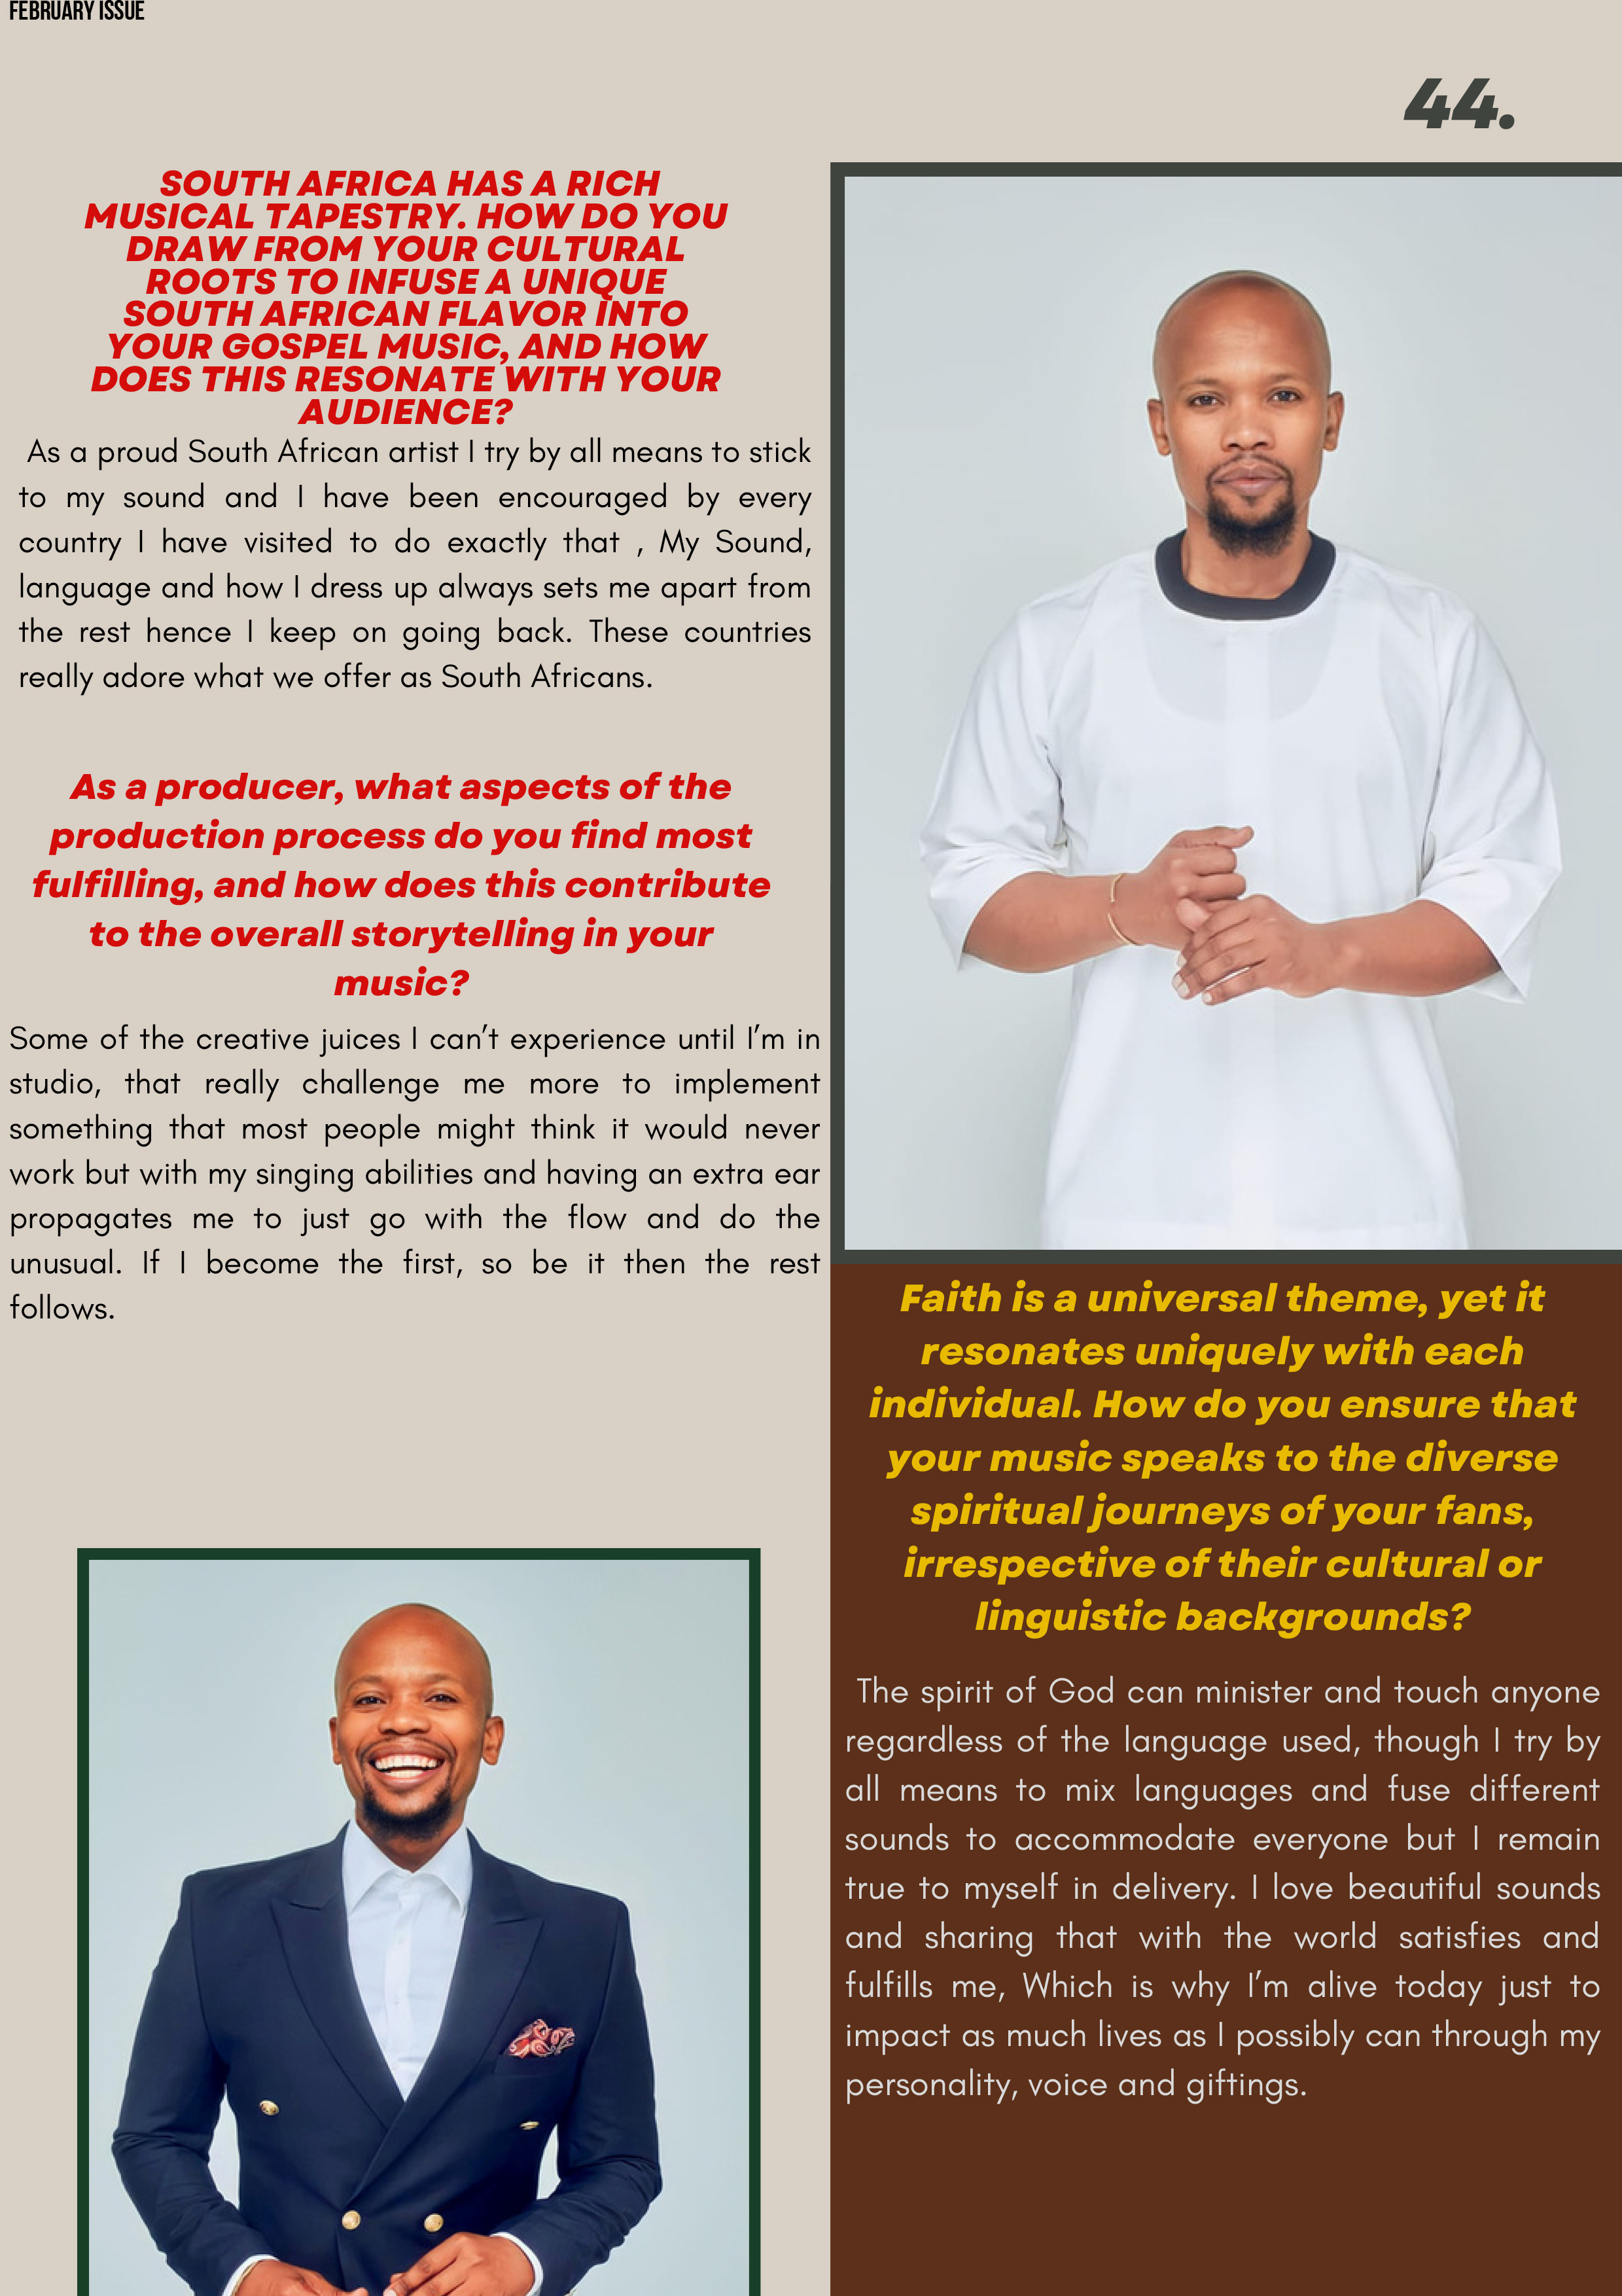 FEBRUARY ISSUE
44.
SOUTH AFRICA HAS A RICH
MUSICAL TAPESTRY. HOW DO YOU
DRAW FROM YOUR CULTURAL
ROOTS TO INFUSE A UNIQUE
SOUTH AFRICAN FLAVOR INTO
YOUR GOSPEL MUSIC, AND HOW
DOES THIS RESONATE WITH YOUR
AUDIENCE?
As a proud South African artist I try by all means to stick
to my sound and I have been encouraged by every
country I have visited to do exactly that , My Sound,
language and how I dress up always sets me apart from
the rest hence I keep on going back. These countries
really adore what we offer as South Africans.
As a producer, what aspects of the
production process do you find most
fulfilling, and how does this contribute
to the overall storytelling in your
music?
Some of the creative juices I can't experience until I'm in
studio, that really challenge me more to implement
something that most people might think it would never
work but with my singing abilities and having an extra ear
propagates me to just go with the flow and do the
unusual. If I become the first, so be it then the rest
follows.
Faith is a universal theme, yet it
resonates uniquely with each
individual. How do you ensure that
your music speaks to the diverse
spiritual journeys of your fans,
irrespective of their cultural or
linguistic backgrounds?
The spirit of God can minister and touch anyone
regardless of the language used, though I try by
all means to mix languages and fuse different
sounds to accommodate everyone but I remain
true to myself in delivery. I love beautiful sounds
and sharing that with the world satisfies and
fulfills me, Which is why I'm alive today just to
impact as much lives as I possibly can through my
personality, voice and giftings.